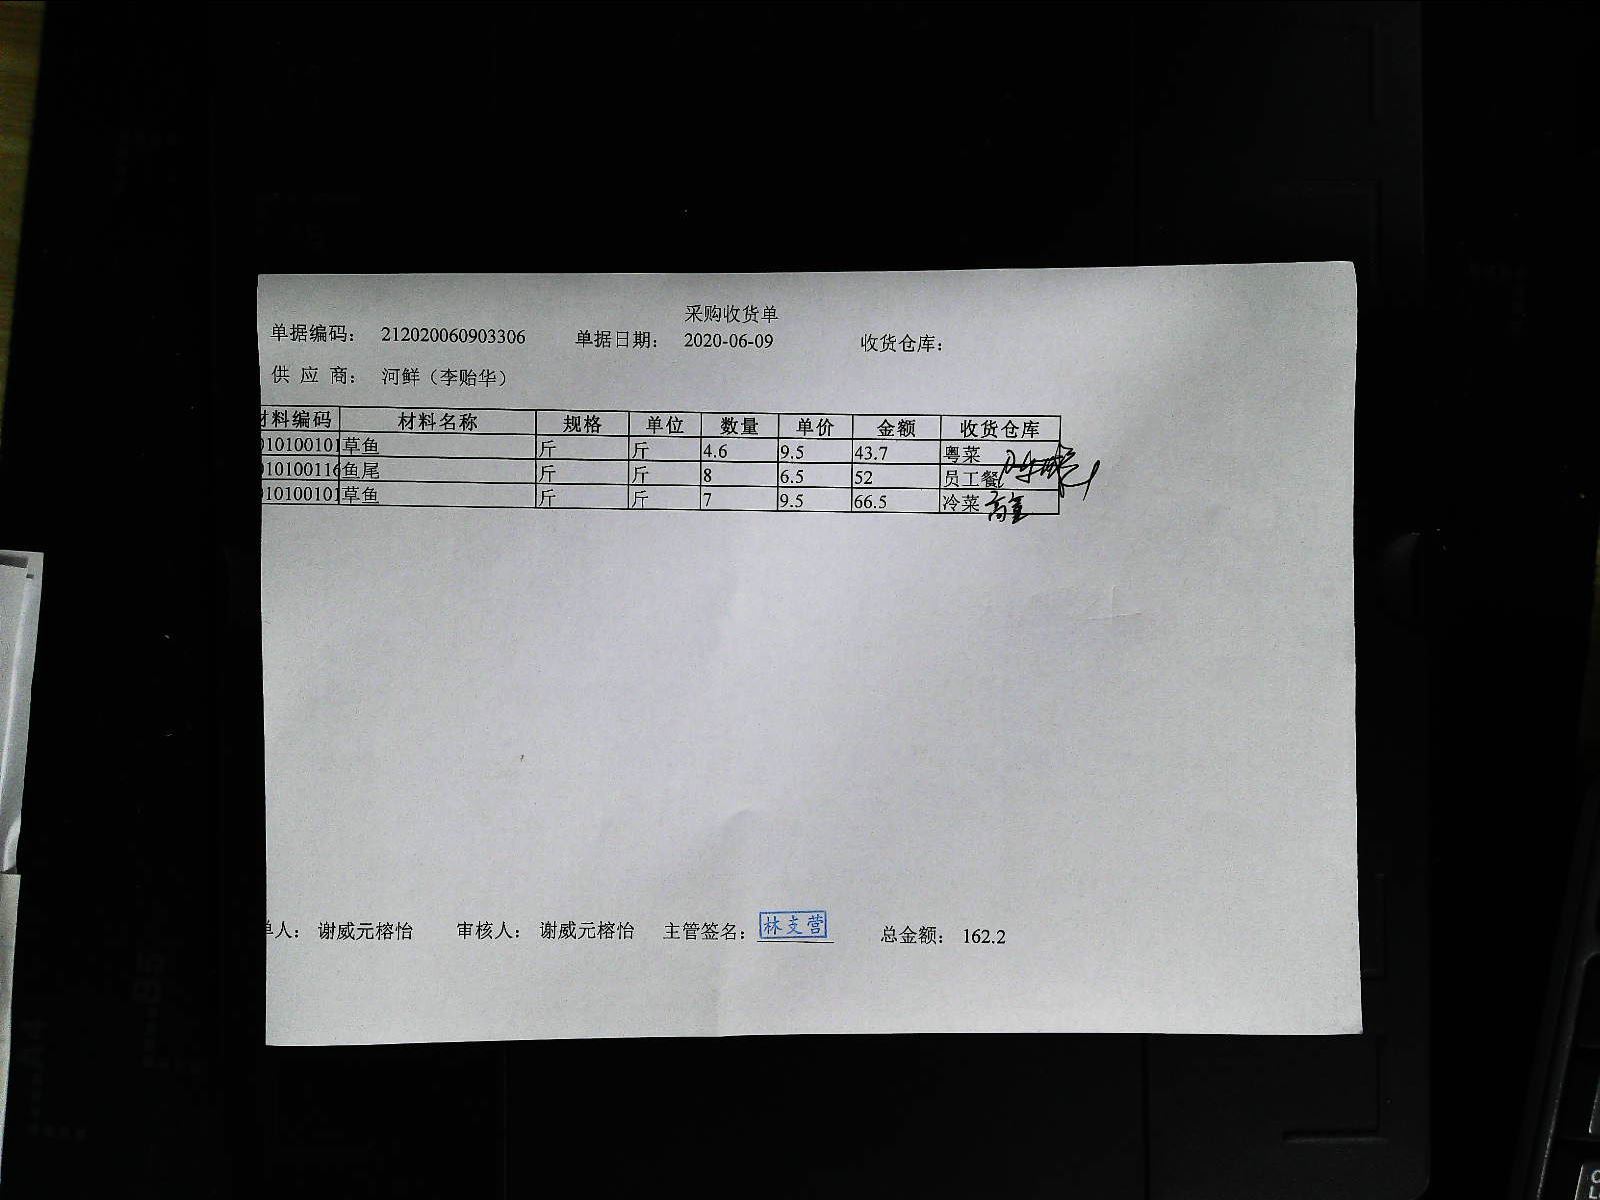 采购收货单
单据编码： 212020060903306 单据日期： 2020-06-09 收货仓库：
供 应 商： 河鲜（李贻华）
材料编码 材料名称 规格 单位 数量 单价 金额 收货仓库
010100101 草鱼 斤 斤 4.6 9.5 43.7 粤菜
010100116 鱼尾 斤 斤 8 6.5 52 员工餐
010100101 草鱼 斤 斤 7 9.5 66.5 冷菜
单人： 谢威元榕怡 审核人： 谢威元榕怡 主管签名： 林支营 总金额： 162.2